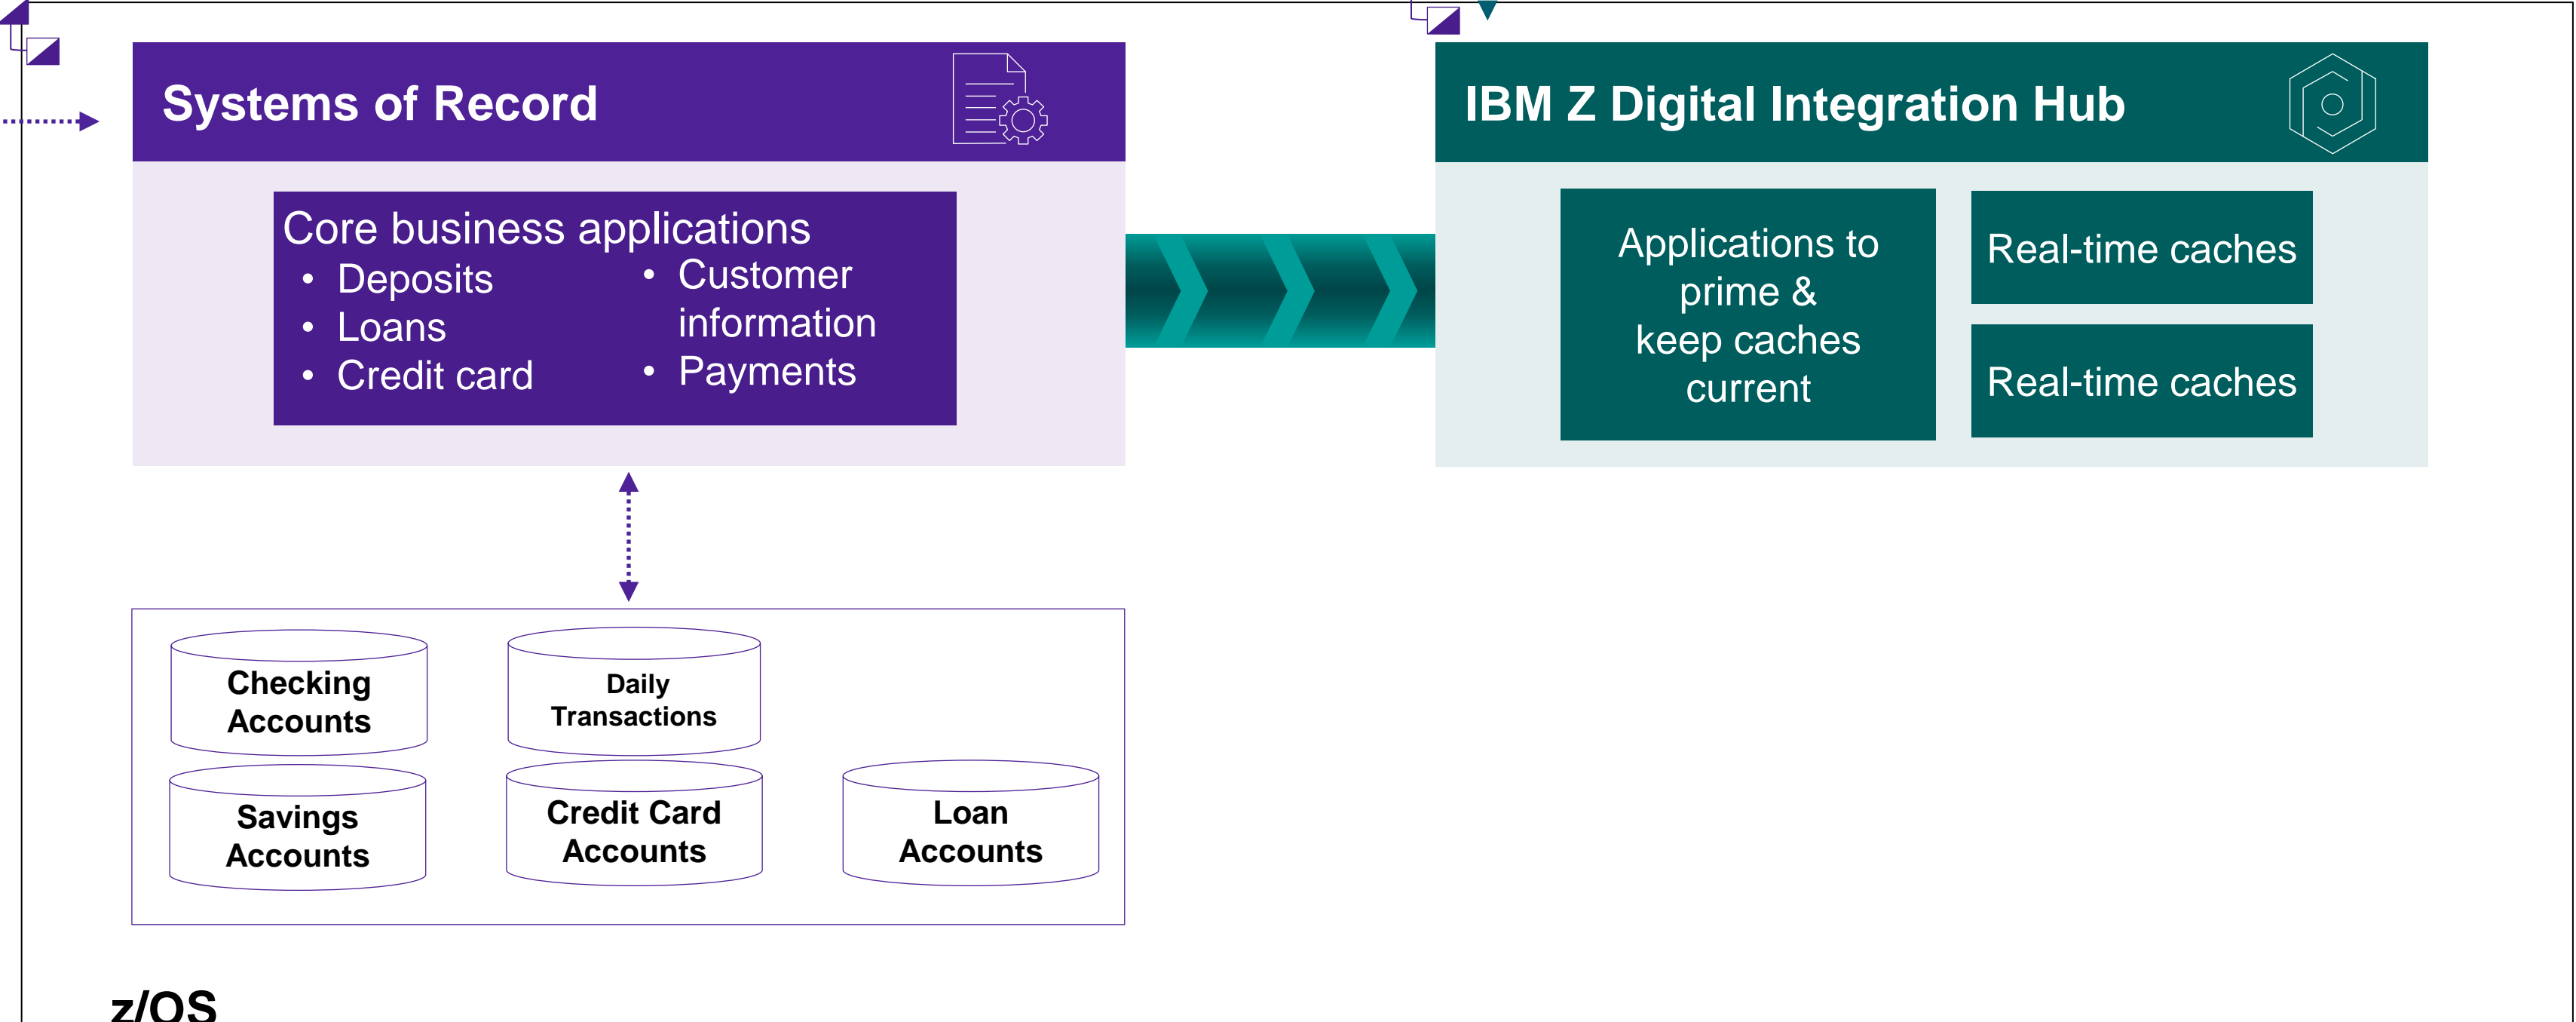 Systems of Record
Core business applications
• Deposits
• Loans
• Credit card
• Customer
information
• Payments
IBM Z Digital Integration Hub
Applications to
prime &
keep caches
current
Real-time caches
Real-time caches
Checking
Accounts
Daily
Transactions
Savings
Accounts
Credit Card
Accounts
Loan
Accounts
z/OS